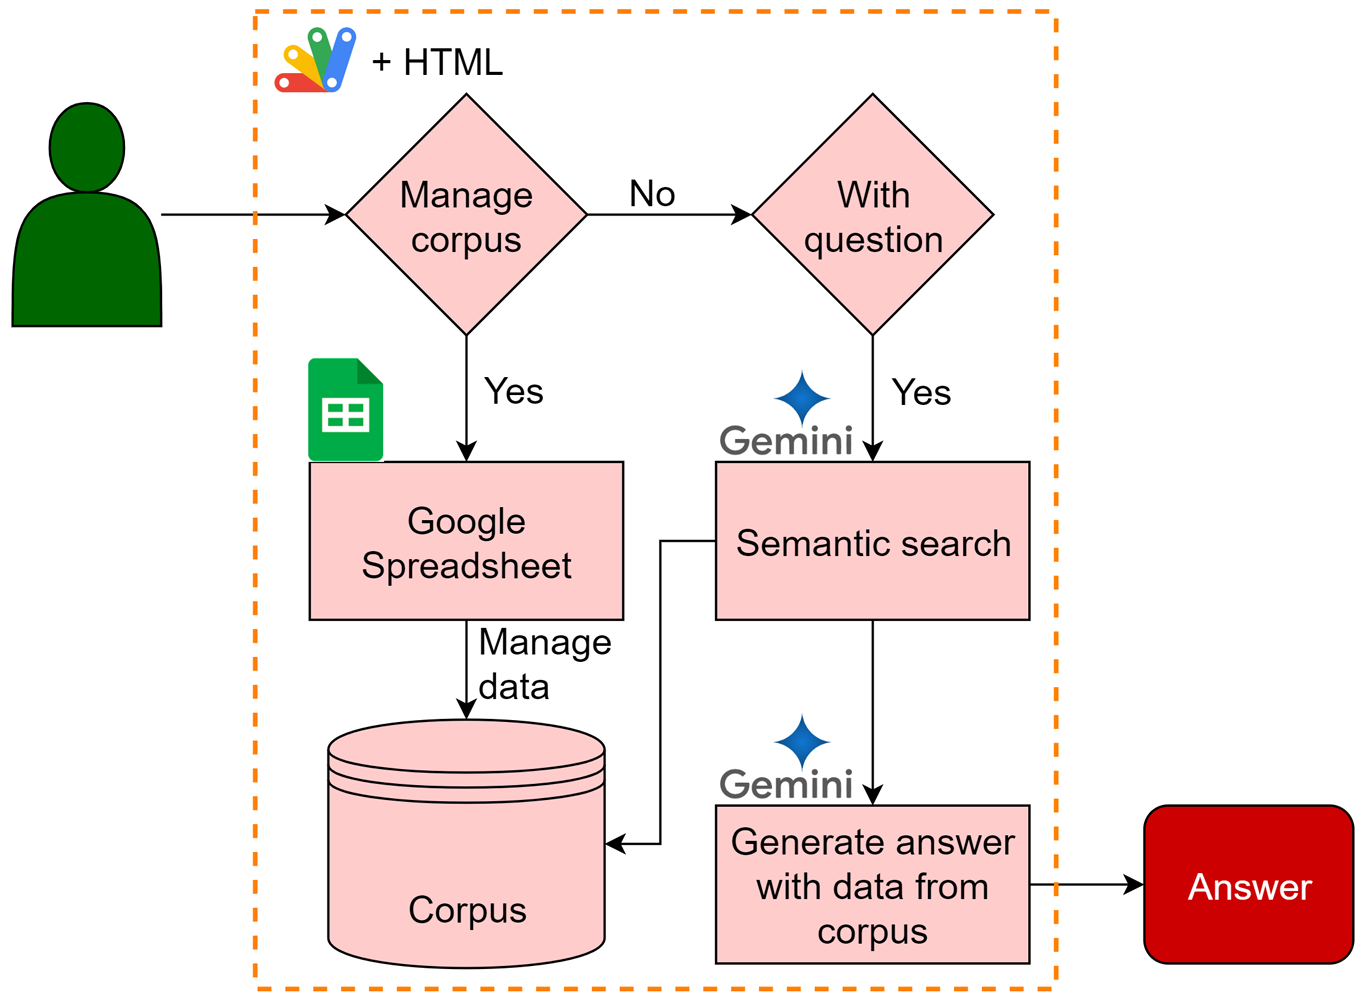 + HTML
Manage
corpus
No
With
question
Yes
Yes
Gemini
Google
Spreadsheet
Semantic search
Manage
data
Gemini
Corpus
Generate answer
with data from
corpus
Answer